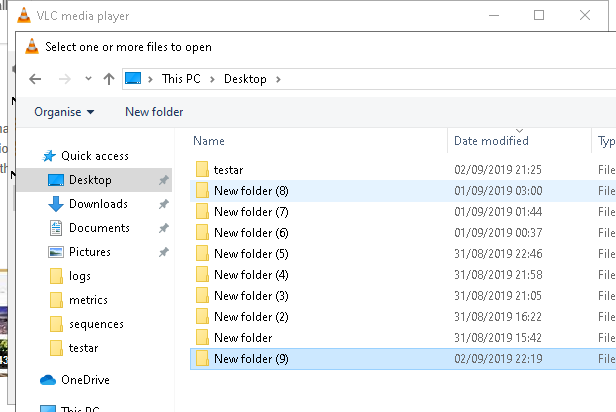 VLC media player
Select one or more files to open
This PC > Desktop >
Organise New folder
Name Date modified Typ
Quick access
Desktop
Downloads
Documents
Pictures
logs
metrics
sequences
testar
OneDrive
This PC
testar 02/09/2019 21:25 File
New folder (8) 01/09/2019 03:00 File
New folder (7) 01/09/2019 01:44 File
New folder (6) 01/09/2019 00:37 File
New folder (5) 31/08/2019 22:46 File
New folder (4) 31/08/2019 21:58 File
New folder (3) 31/08/2019 21:05 File
New folder (2) 31/08/2019 16:22 File
New folder 31/08/2019 15:42 File
New folder (9) 02/09/2019 22:19 File